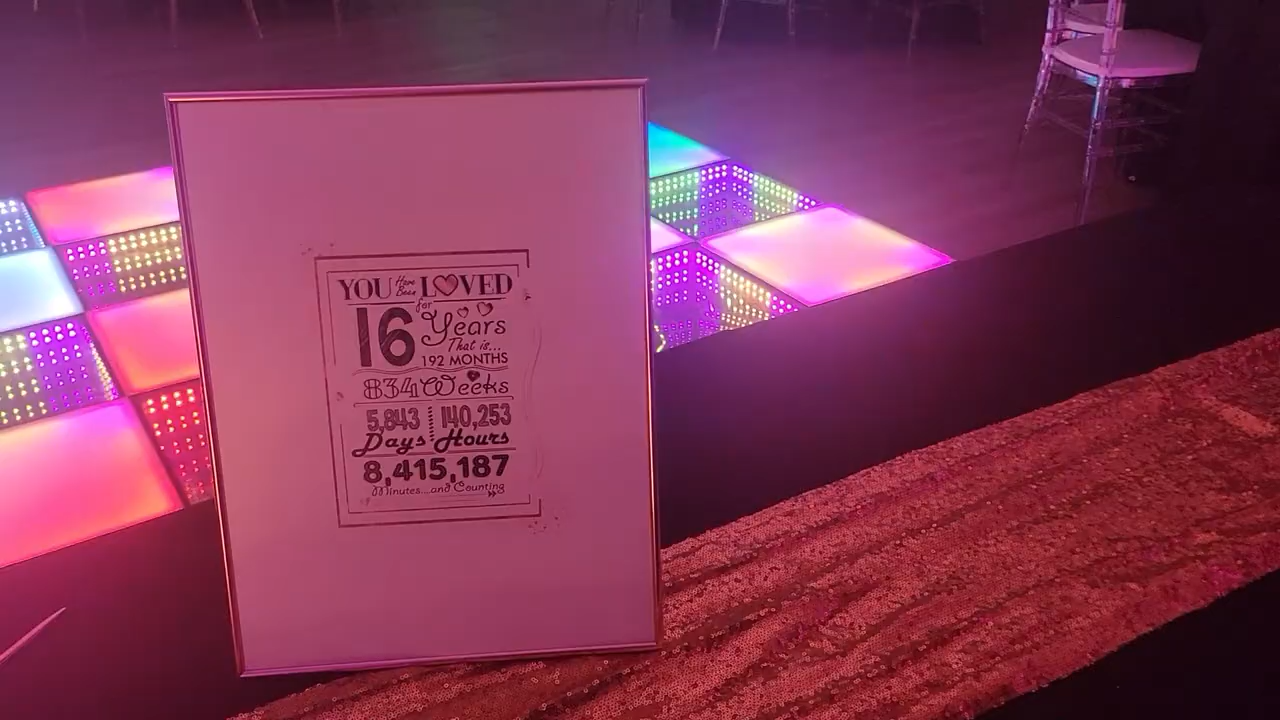 YOU Have Been LOVED
for
16 Years
That is...
192 MONTHS
834 Weeks
5,843 140,253
Days Hours
8,415,187
Minutes...and Counting